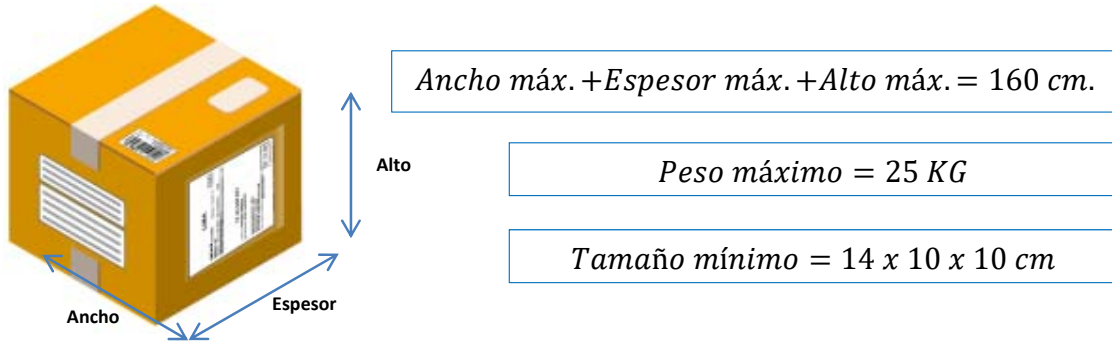 Ancho máx.+Espesor máx.+Alto máx.= 160 cm.
Alto
Peso máximo = 25 KG
Tamaño mínimo = 14 x 10 x 10 cm
Espesor
Ancho